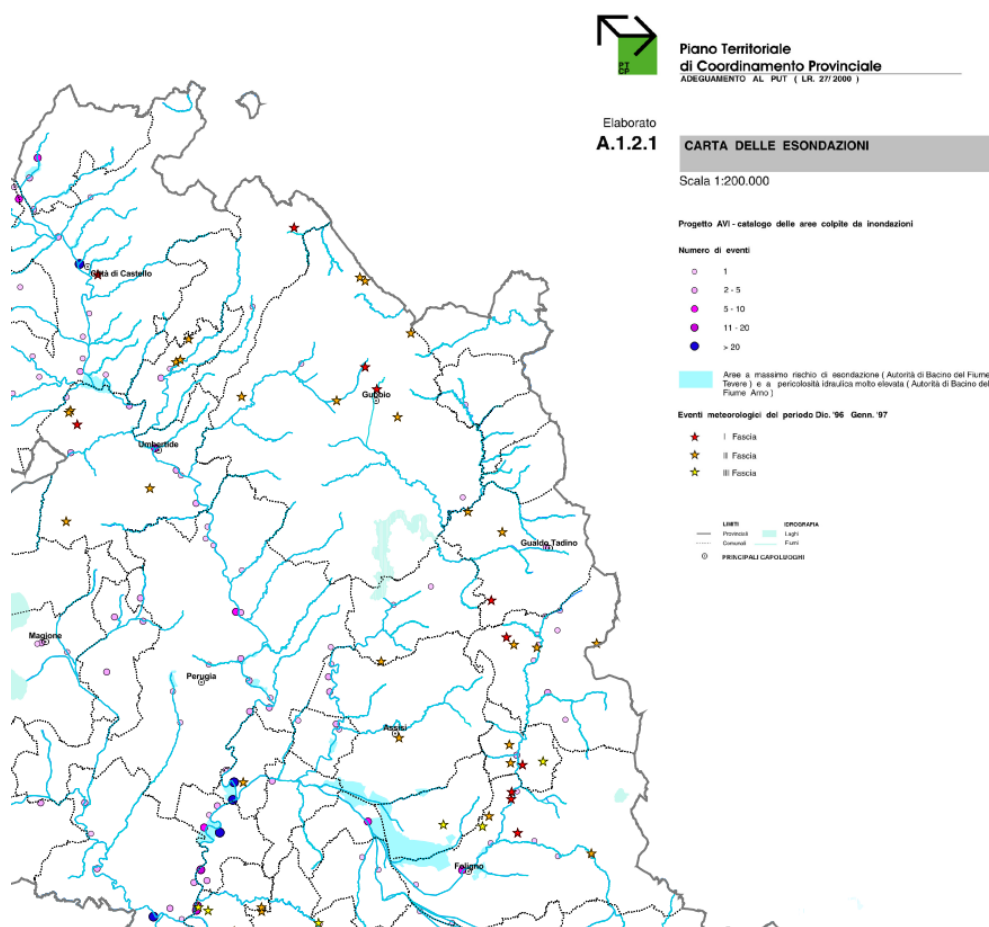 PT
CP
Piano Territoriale
di Coordinamento Provinciale
ADEGUAMENTO AL PUT ( LR. 27/ 2000 )
Elaborato
A.1.2.1
CARTA DELLE ESONDAZIONI
Scala 1:200.000
Progetto AVI - catalogo delle aree colpite da inondazioni
Numero di eventi
1
2 - 5
5 - 10
11 - 20
> 20
Aree a massimo rischio di esondazione ( Autorità di Bacino del Fiume
Tevere ) e a pericolosità idraulica molto elevata ( Autorità di Bacino del
Fiume Arno )
Eventi meteorologici del periodo Dic. '96 Genn. '97
I Fascia
II Fascia
III Fascia
LIMITI
IDROGRAFIA
Provinciali
Laghi
Comunali
Fiumi
PRINCIPALI CAPOLUOGHI
Città di Castello
Gubbio
Umbertide
Gualdo Tadino
Magione
Perugia
Assisi
Foligno